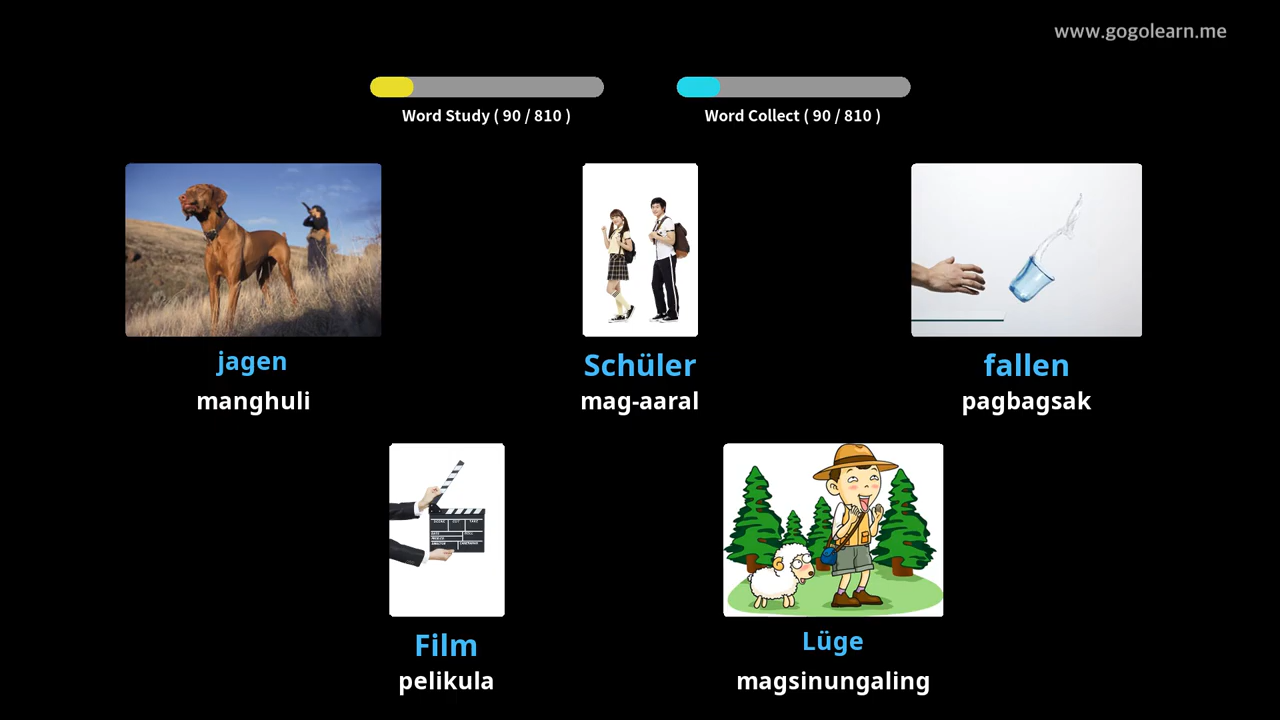 www.gogolearn.me
Word Study ( 90 / 810 )
Word Collect ( 90 / 810 )
jagen
manghuli
Schüler
mag-aaral
fallen
pagbagsak
Film
pelikula
Lüge
magsinungaling